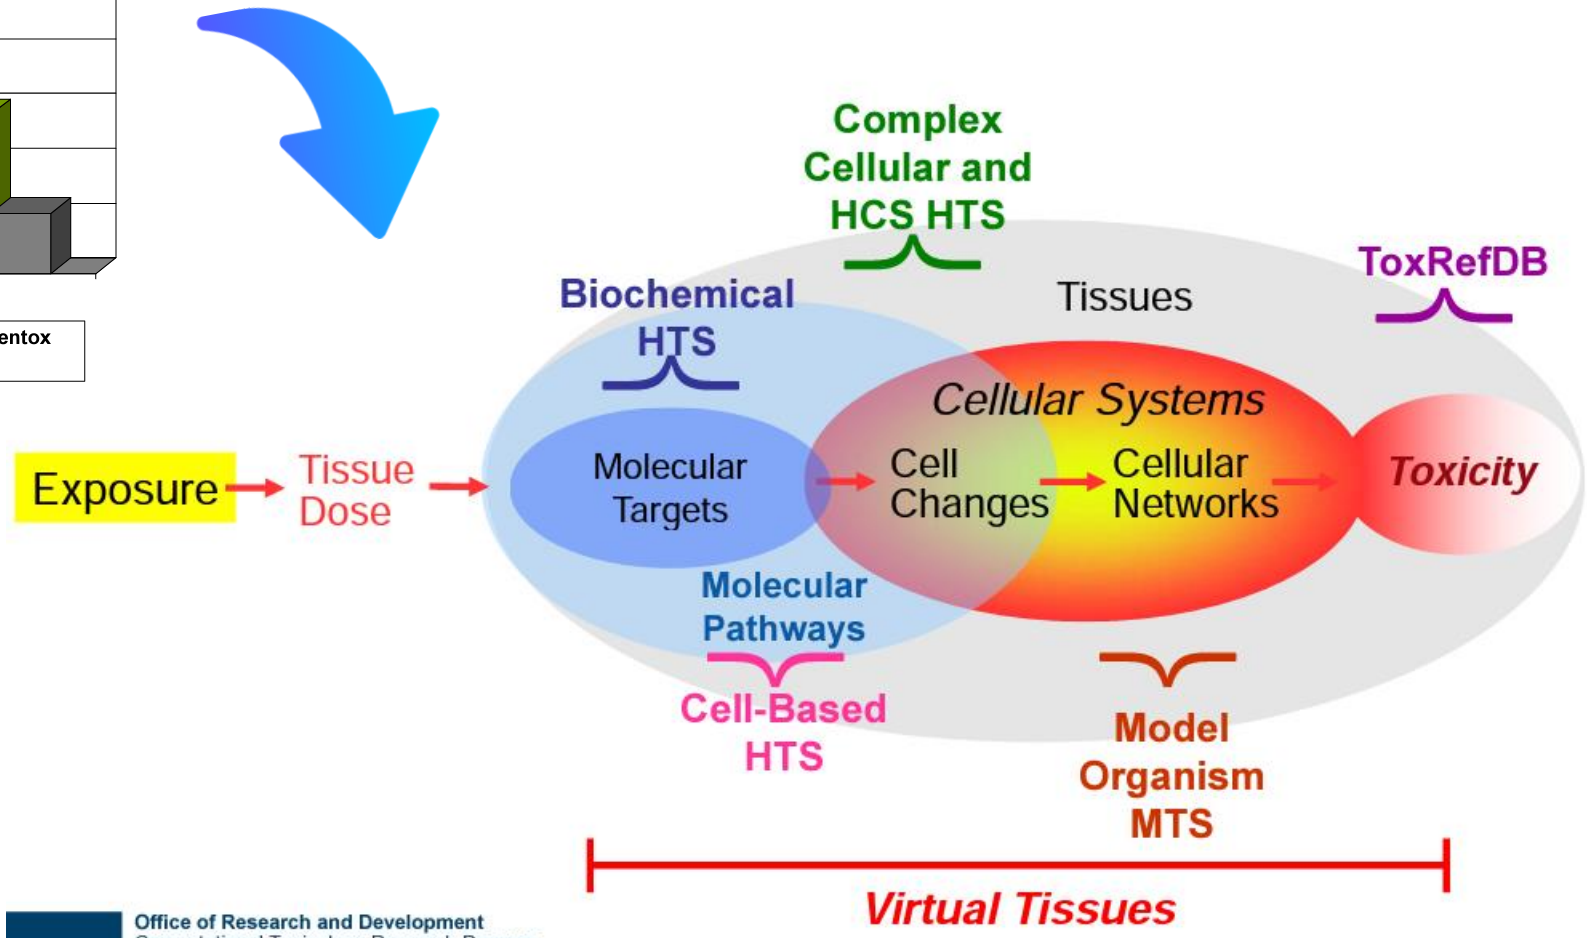 Complex
Cellular and
HCS HTS
ToxRefDB
Tissues
Biochemical
HTS
entox
Cellular Systems
Exposure
Tissue
Dose
Molecular
Targets
Cell
Changes
Cellular
Networks
Toxicity
Molecular
Pathways
Cell-Based
HTS
Model
Organism
MTS
Virtual Tissues
Office of Research and Development